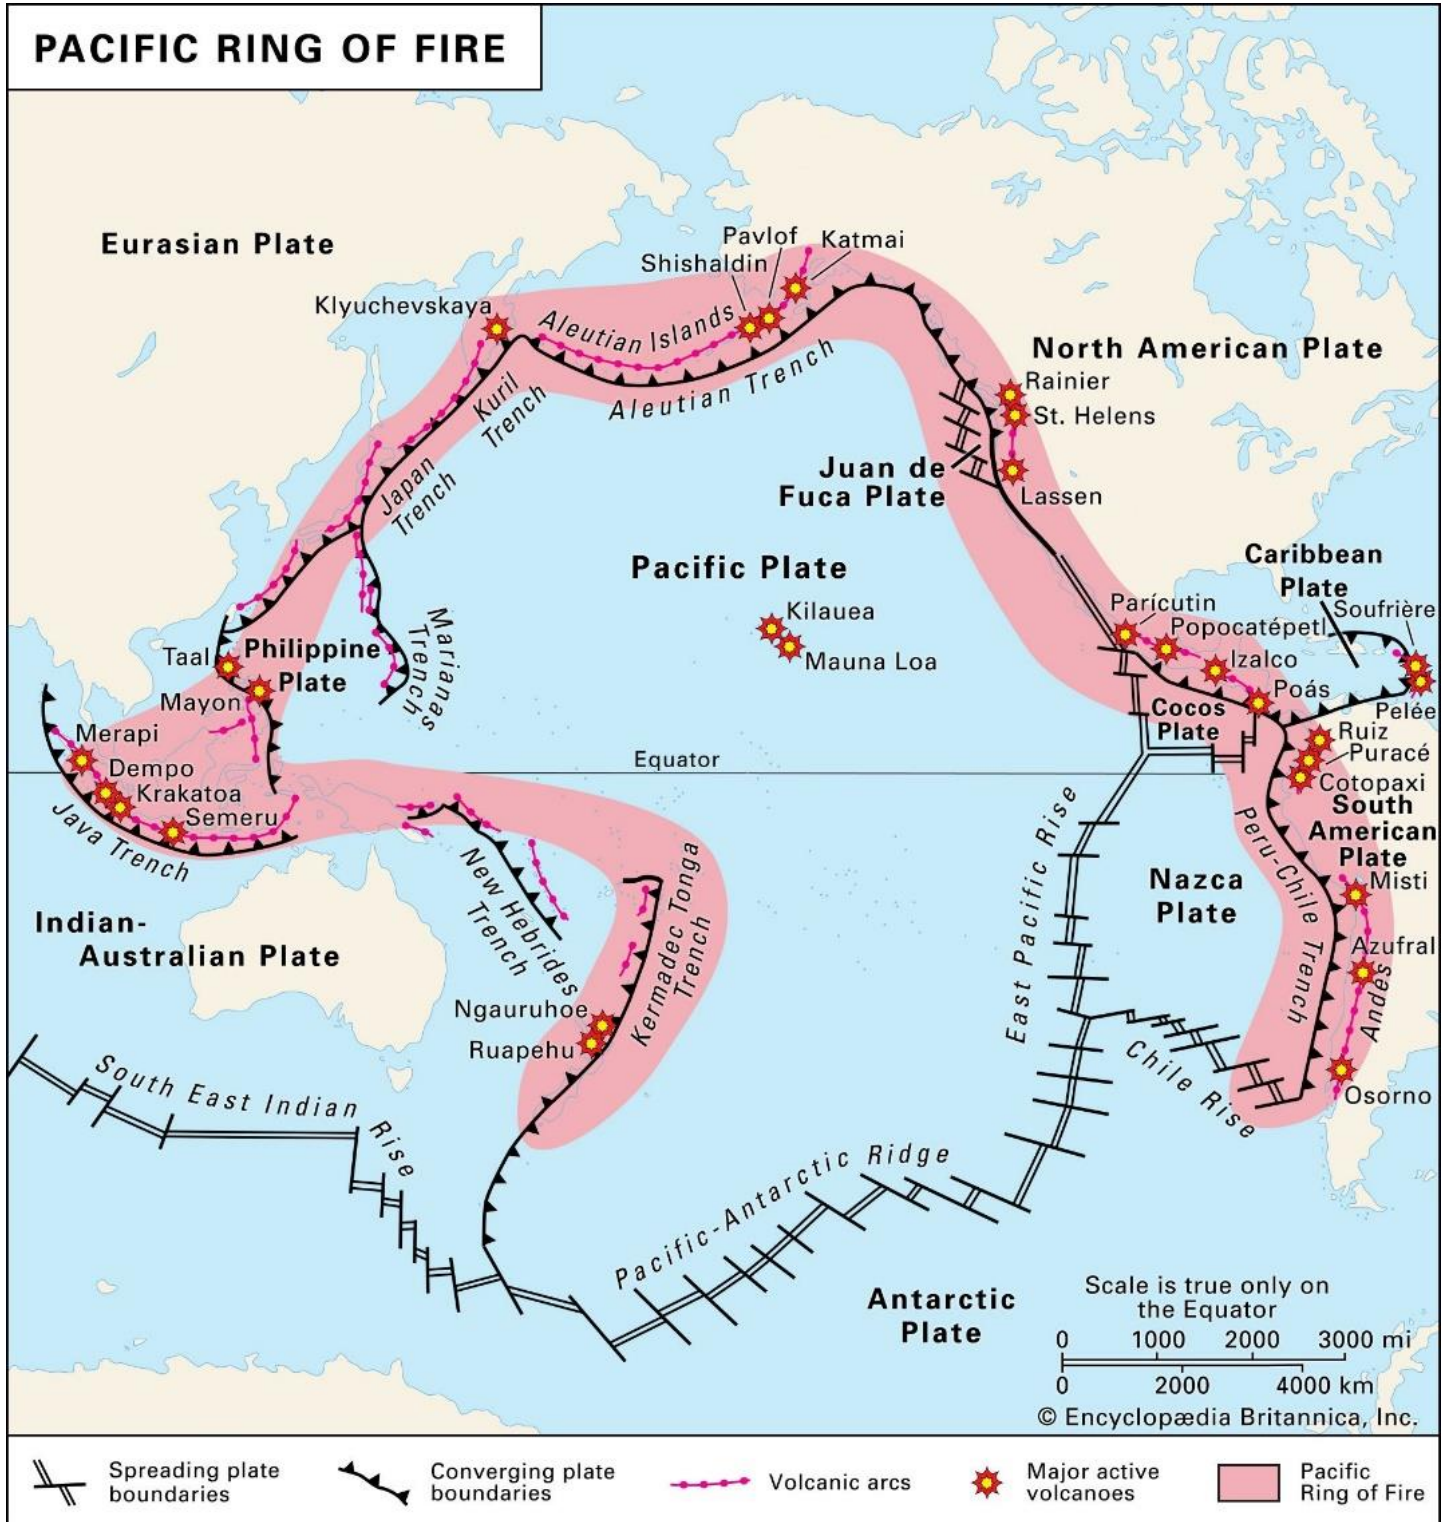 PACIFIC RING OF FIRE
Eurasian Plate
Pavlof
Katmai
Shishaldin
Klyuchevskaya
Aleutian Islands
Aleutian Trench
Kuril
Trench
Japan
Trench
North American Plate
Rainier
St. Helens
Juan de
Fuca Plate
Lassen
Pacific Plate
Caribbean
Plate
Kilauea
Mauna Loa
Parícutin
Soufrière
Popocatépetl
Izalco
Poás
Pelée
Cocos
Plate
Taal
Philippine
Plate
Mayon
Marianas
Trench
Merapi
Dempo
Krakatoa
Semeru
Java Trench
Equator
Ruiz
Puracé
Cotopaxi
South
American
Plate
Misti
Peru-Chile Trench
Nazca
Plate
Azufral
Andes
Osorno
East Pacific Rise
Chile Rise
New Hebrides
Trench
Kermadec Tonga
Trench
Indian-
Australian Plate
Ngauruhoe
Ruapehu
South East Indian Rise
Pacific-Antarctic Ridge
Antarctic
Plate
Scale is true only on
the Equator
0 1000 2000 3000 mi
0 2000 4000 km
© Encyclopædia Britannica, Inc.
Spreading plate
boundaries
Converging plate
boundaries
Volcanic arcs
Major active
volcanoes
Pacific
Ring of Fire